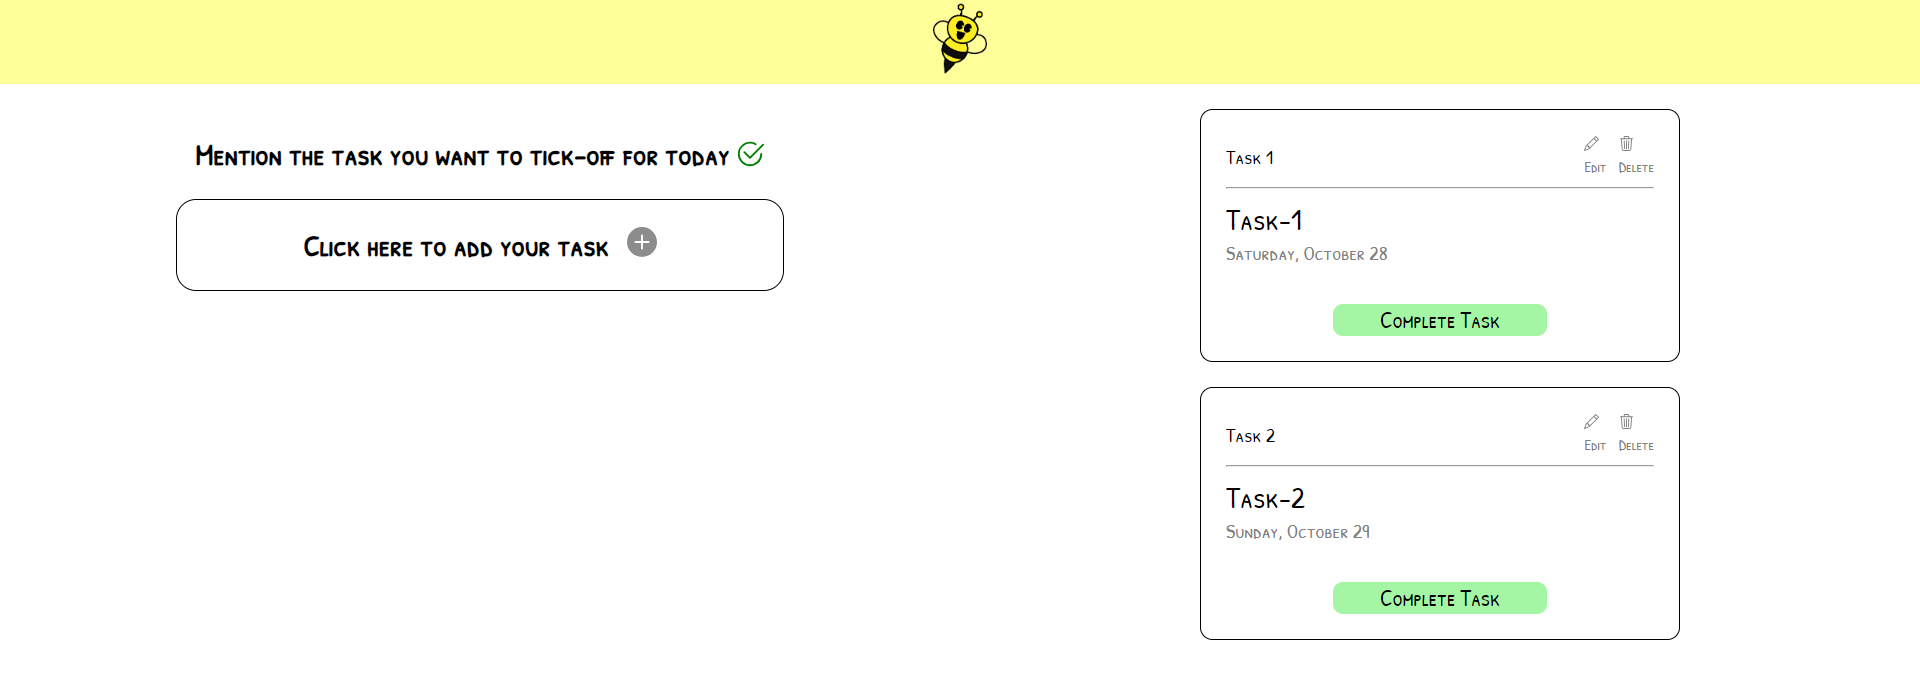 Mention the task you want to tick-off for today
Click here to add your task
Task 1
Edit Delete
Task-1
Saturday, October 28
Complete Task
Task 2
Edit Delete
Task-2
Sunday, October 29
Complete Task